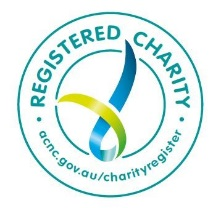 REGISTERED CHARITY
acnc.gov.au/charityregister